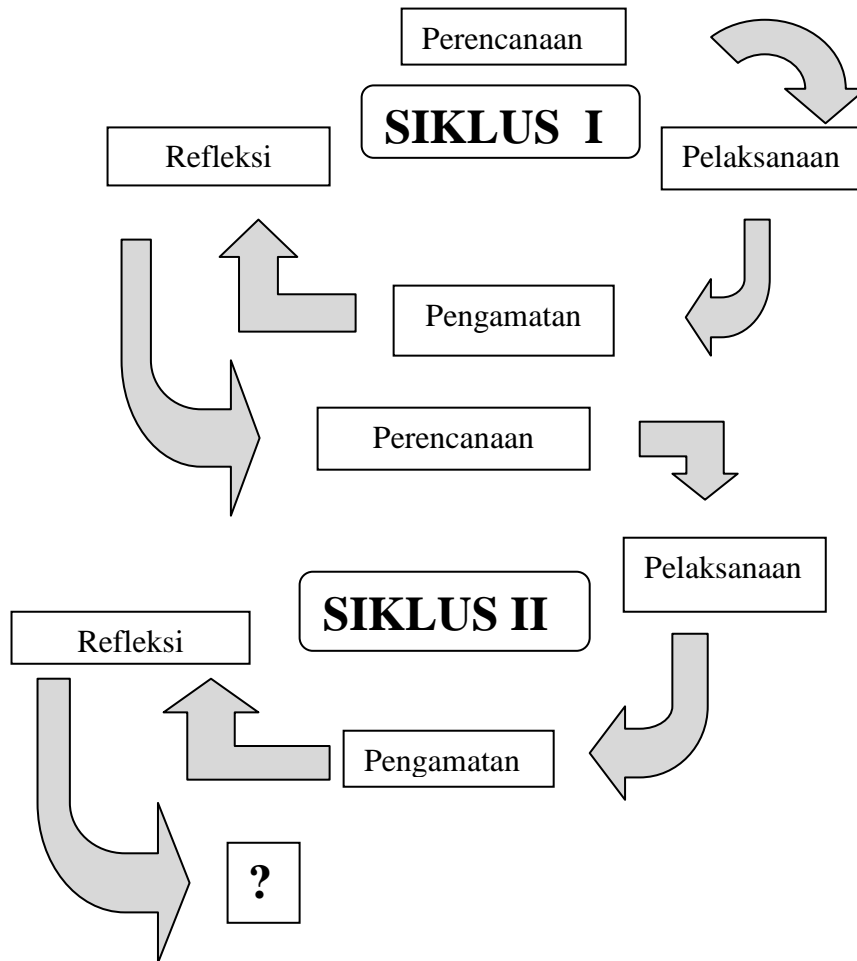 Perencanaan
SIKLUS I
Refleksi
Pelaksanaan
Pengamatan
Perencanaan
Pelaksanaan
SIKLUS II
Refleksi
Pengamatan
?